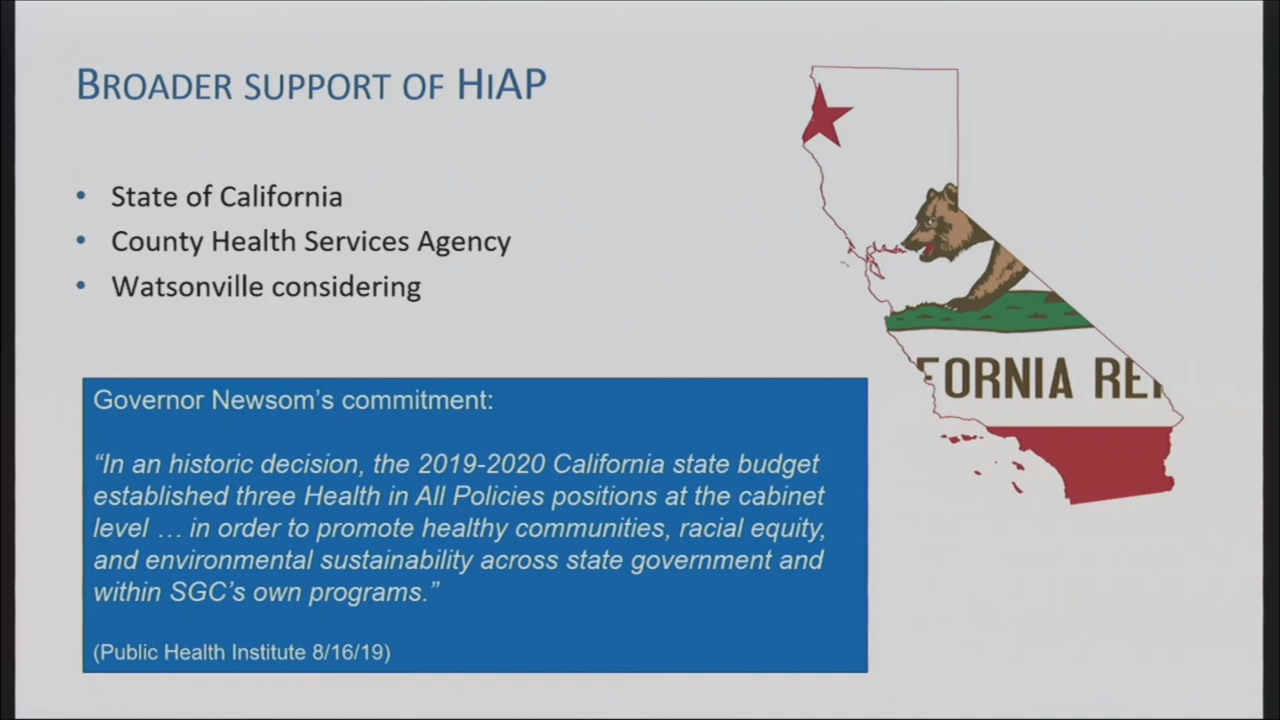 BROADER SUPPORT OF HIAP
• State of California
• County Health Services Agency
• Watsonville considering
FORNIA RE
Governor Newsom's commitment:
“In an historic decision, the 2019-2020 California state budget
established three Health in All Policies positions at the cabinet
level … in order to promote healthy communities, racial equity,
and environmental sustainability across state government and
within SGC's own programs.”
(Public Health Institute 8/16/19)